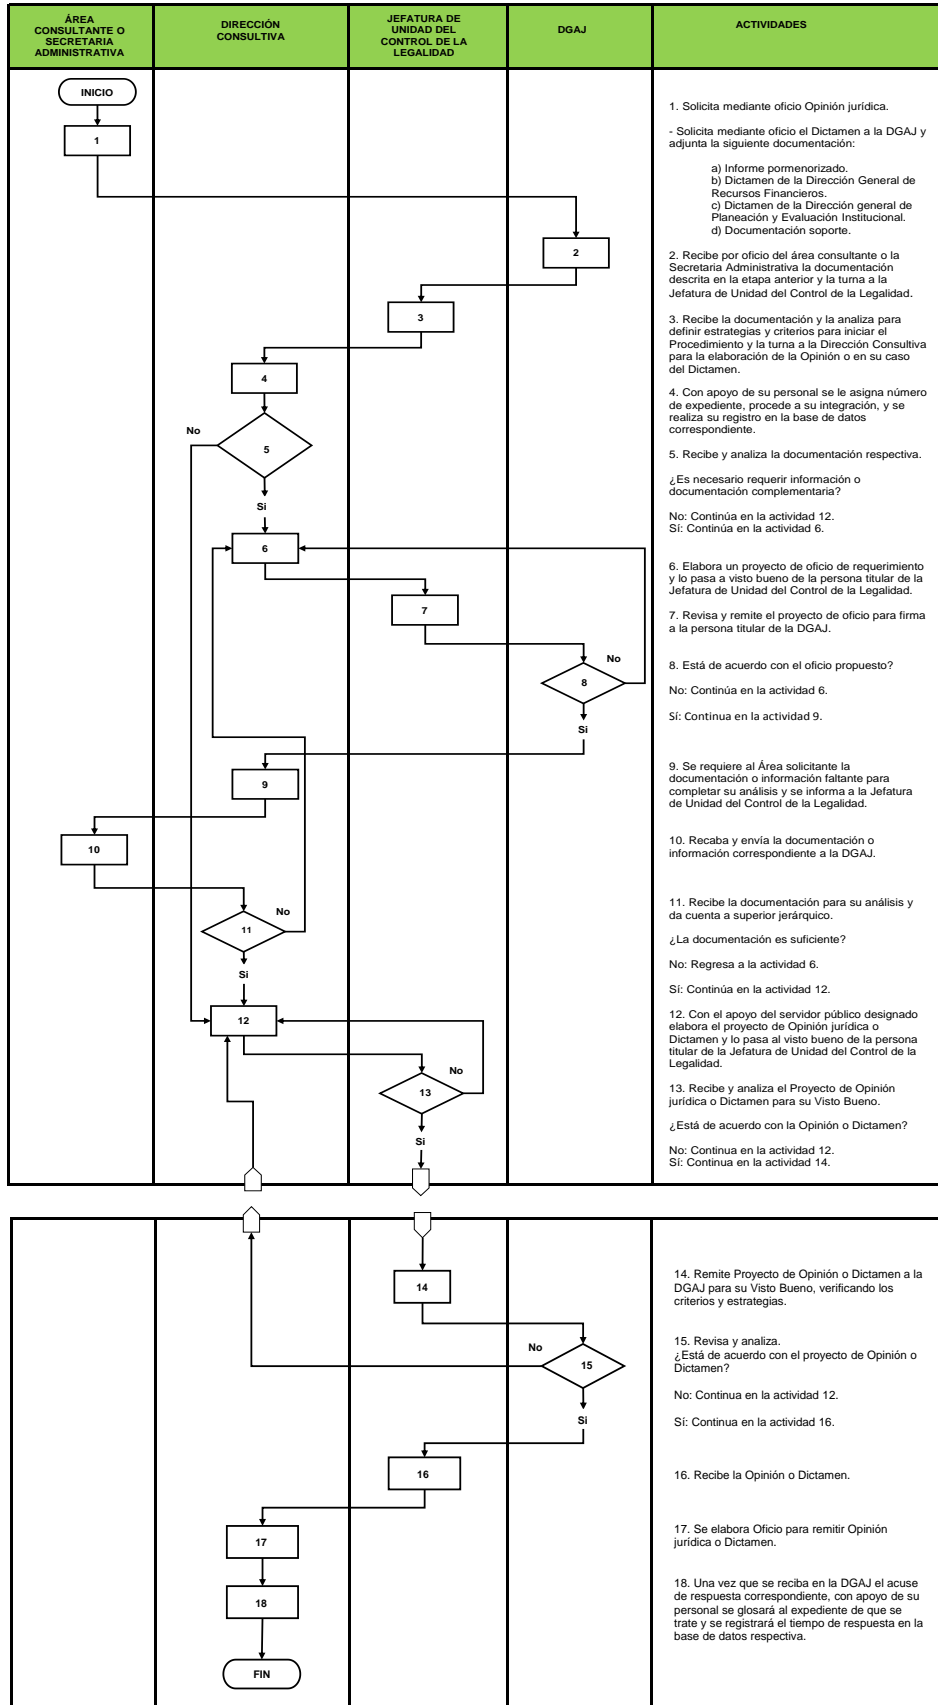 ÁREA
CONSULTANTE O
SECRETARIA
ADMINISTRATIVA
DIRECCIÓN
CONSULTIVA
JEFATURA DE
UNIDAD DEL
CONTROL DE LA
LEGALIDAD
DGAJ
ACTIVIDADES
INICIO
1
2
3
4
No
5
Si
6
7
No
8
Si
9
10
No
11
Si
12
No
13
Si
1. Solicita mediante oficio Opinión jurídica.
- Solicita mediante oficio el Dictamen a la DGAJ y
adjunta la siguiente documentación:
a) Informe pormenorizado.
b) Dictamen de la Dirección General de
Recursos Financieros.
c) Dictamen de la Dirección general de
Planeación y Evaluación Institucional.
d) Documentación soporte.
2. Recibe por oficio del área consultante o la
Secretaria Administrativa la documentación
descrita en la etapa anterior y la turna a la
Jefatura de Unidad del Control de la Legalidad.
3. Recibe la documentación y la analiza para
definir estrategias y criterios para iniciar el
Procedimiento y la turna a la Dirección Consultiva
para la elaboración de la Opinión o en su caso
del Dictamen.
4. Con apoyo de su personal se le asigna número
de expediente, procede a su integración, y se
realiza su registro en la base de datos
correspondiente.
5. Recibe y analiza la documentación respectiva.
¿Es necesario requerir información o
documentación complementaria?
No: Continúa en la actividad 12.
Sí: Continúa en la actividad 6.
6. Elabora un proyecto de oficio de requerimiento
y lo pasa a visto bueno de la persona titular de la
Jefatura de Unidad del Control de la Legalidad.
7. Revisa y remite el proyecto de oficio para firma
a la persona titular de la DGAJ.
8. Está de acuerdo con el oficio propuesto?
No: Continúa en la actividad 6.
Sí: Continua en la actividad 9.
9. Se requiere al Área solicitante la
documentación o información faltante para
completar su análisis y se informa a la Jefatura
de Unidad del Control de la Legalidad.
10. Recaba y envía la documentación o
información correspondiente a la DGAJ.
11. Recibe la documentación para su análisis y
da cuenta a superior jerárquico.
¿La documentación es suficiente?
No: Regresa a la actividad 6.
Sí: Continúa en la actividad 12.
12. Con el apoyo del servidor público designado
elabora el proyecto de Opinión jurídica o
Dictamen y lo pasa al visto bueno de la persona
titular de la Jefatura de Unidad del Control de la
Legalidad.
13. Recibe y analiza el Proyecto de Opinión
jurídica o Dictamen para su Visto Bueno.
¿Está de acuerdo con la Opinión o Dictamen?
No: Continua en la actividad 12.
Sí: Continua en la actividad 14.
14
No
15
Si
16
17
18
FIN
14. Remite Proyecto de Opinión o Dictamen a la
DGAJ para su Visto Bueno, verificando los
criterios y estrategias.
15. Revisa y analiza.
¿Está de acuerdo con el proyecto de Opinión o
Dictamen?
No: Continua en la actividad 12.
Sí: Continua en la actividad 16.
16. Recibe la Opinión o Dictamen.
17. Se elabora Oficio para remitir Opinión
jurídica o Dictamen.
18. Una vez que se reciba en la DGAJ el acuse
de respuesta correspondiente, con apoyo de su
personal se glosará al expediente de que se
trate y se registrará el tiempo de respuesta en la
base de datos respectiva.